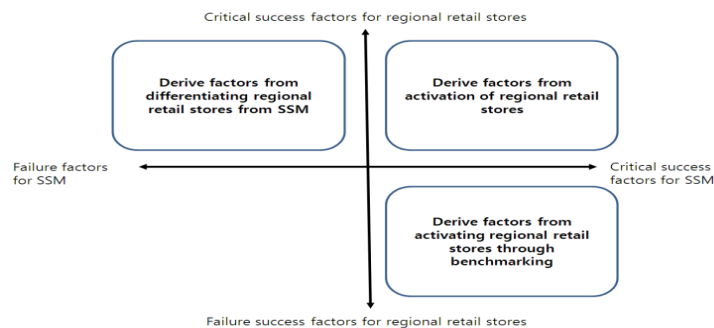 Critical success factors for regional retail stores
Derive factors from
differentiating regional
retail stores from SSM
Derive factors from
activation of regional retail
stores
Failure factors
for SSM
Critical success
factors for SSM
Derive factors from
activating regional retail
stores through
benchmarking
Failure success factors for regional retail stores